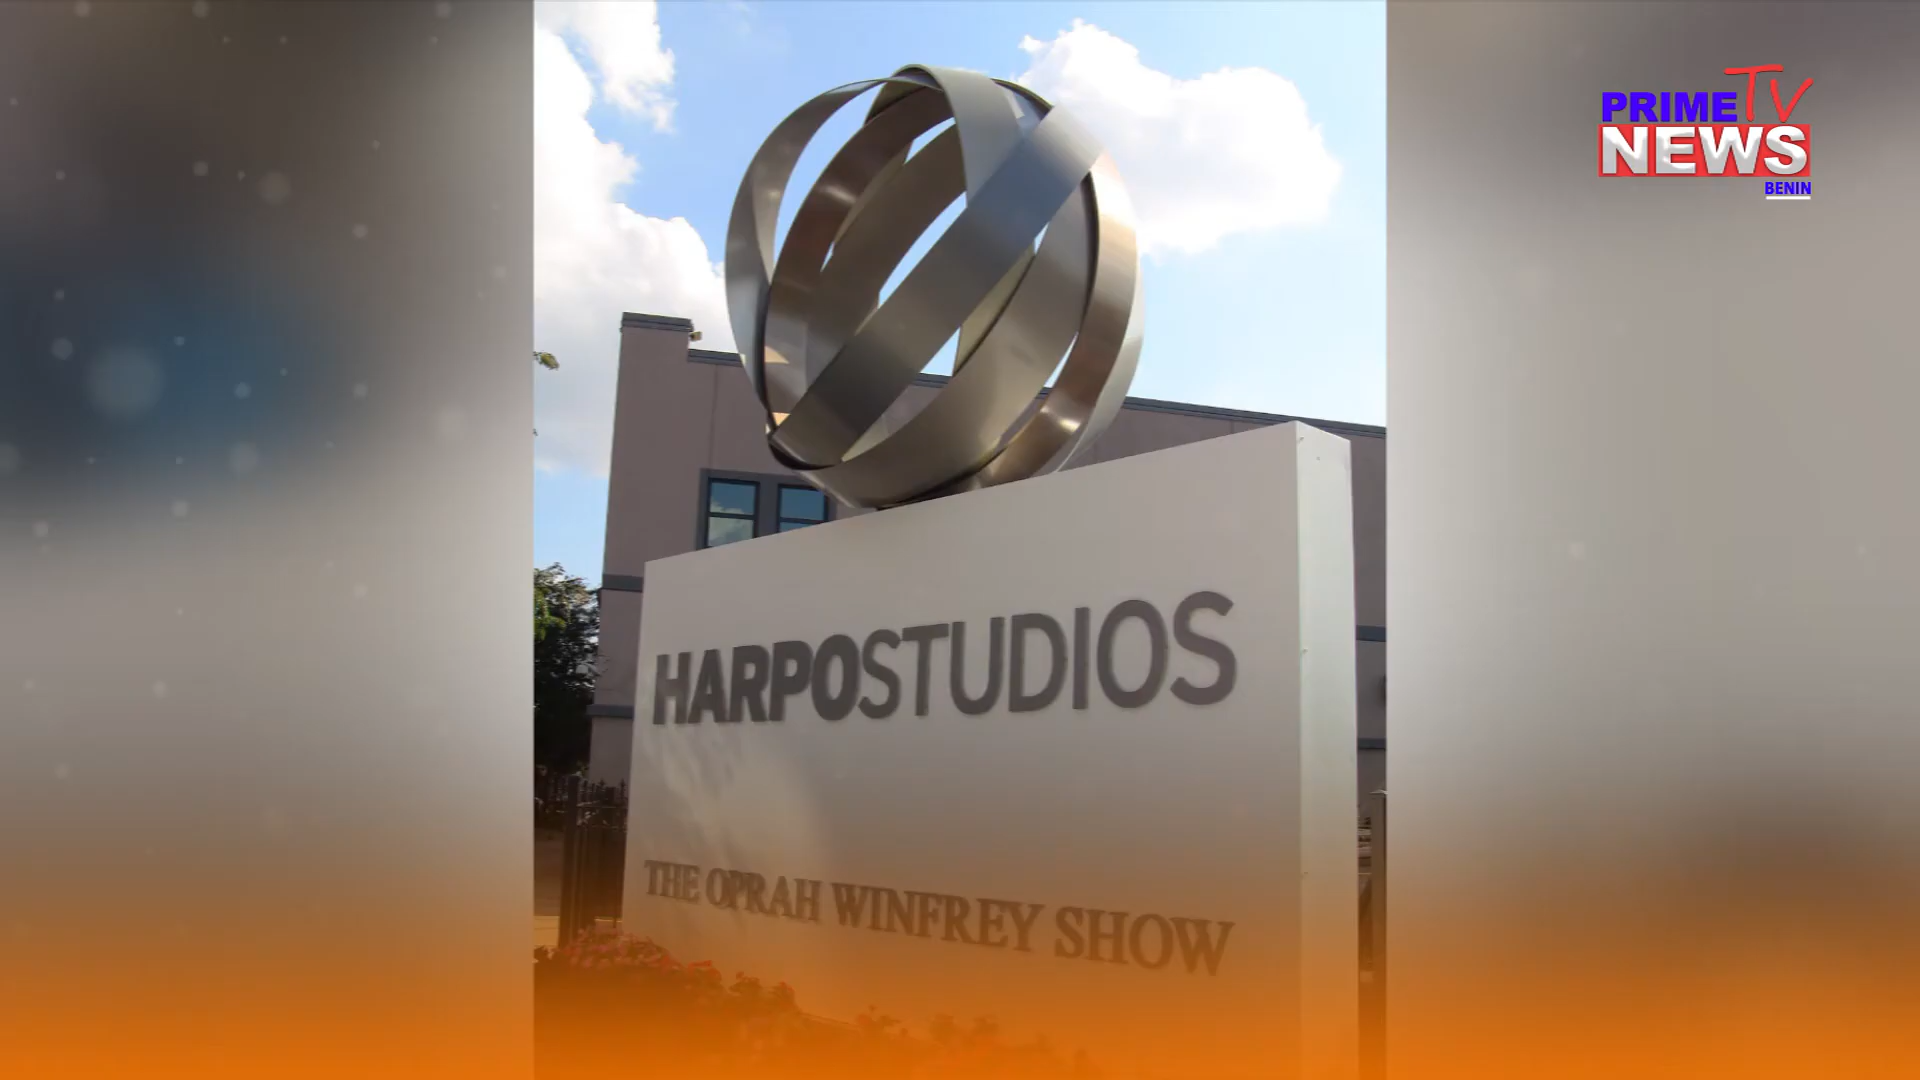 PRIME TV
NEWS
BENIN
HARPOSTUDIOS
THE OPRAH WINFREY SHOW